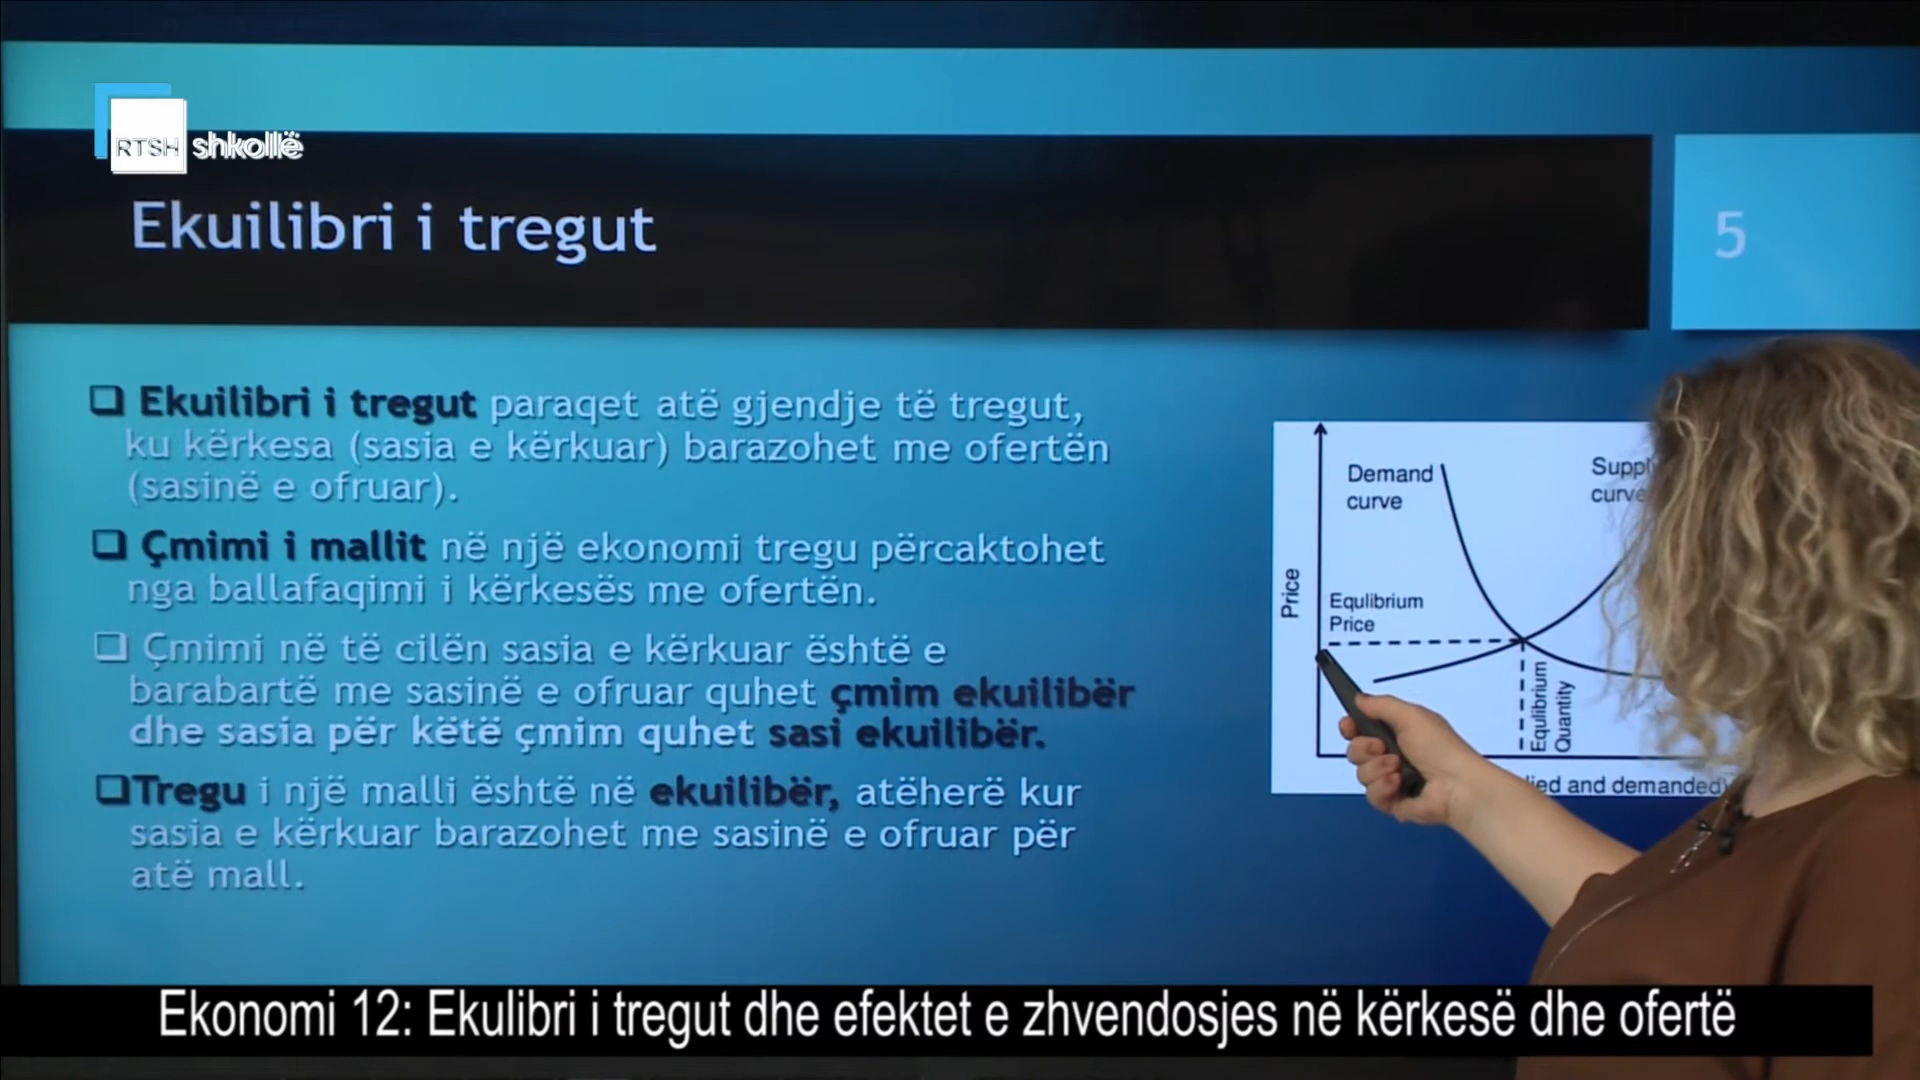 RTSH shkollë
Ekuilibri i tregut
5
❑ Ekuilibri i tregut paraqet atë gjendje të tregut,
ku kërkesa (sasia e kërkuar) barazohet me ofertën
(sasinë e ofruar).
❑ Çmimi i mallit në një ekonomi tregu përcaktohet
nga ballafaqimi i kërkesës me ofertën.
❑ Çmimi në të cilën sasia e kërkuar është e
barabartë me sasinë e ofruar quhet çmim ekuilibër
dhe sasia për këtë çmim quhet sasi ekuilibër.
❑Tregu i një malli është në ekuilibër, atëherë kur
sasia e kërkuar barazohet me sasinë e ofruar për
atë mall.
Demand
curve
curve
Price
Equlibrium
Price
Equlibrium
Quantity
and demanded)
Ekonomi 12: Ekulibri i tregut dhe efektet e zhvendosjes në kërkesë dhe ofertë